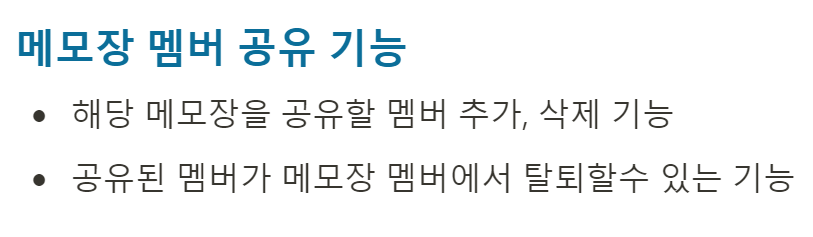 메모장 멤버 공유 기능
• 해당 메모장을 공유할 멤버 추가, 삭제 기능
• 공유된 멤버가 메모장 멤버에서 탈퇴할수 있는 기능